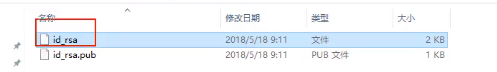 名称 修改日期 类型 大小
id_rsa 2018/5/18 9:11 文件 2 KB
id_rsa.pub 2018/5/18 9:11 PUB 文件 1 KB